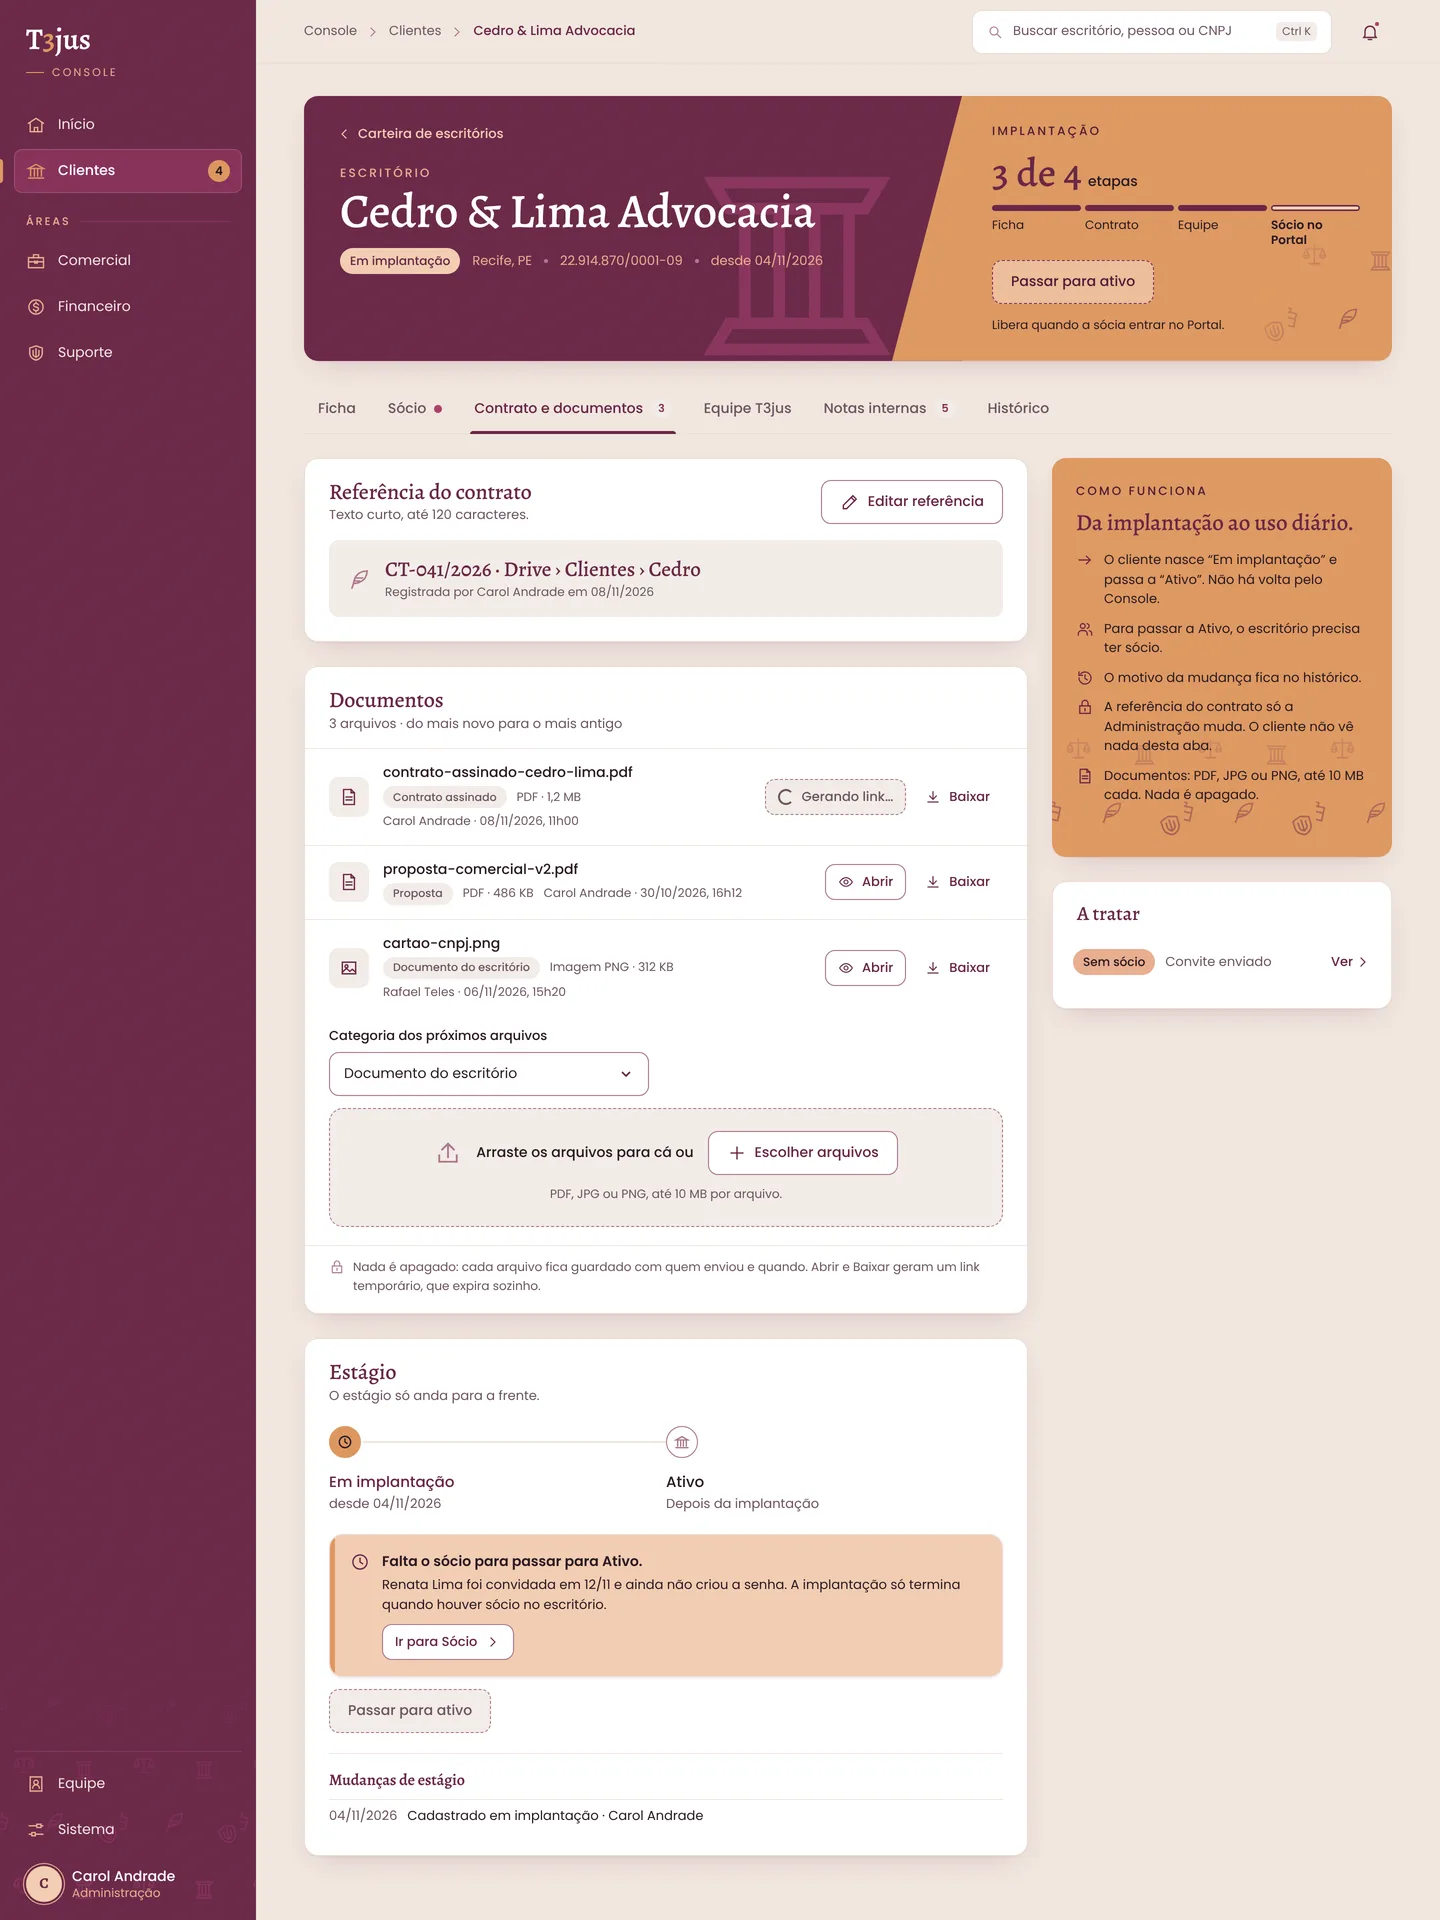 T3jus
CONSOLE
Início
Clientes
4
ÁREAS
Comercial
Financeiro
Suporte
Equipe
Sistema
C
Carol Andrade
Administração
Console
Clientes
Cedro & Lima Advocacia
Buscar escritório, pessoa ou CNPJ
Ctrl K
Carteira de escritórios
ESCRITÓRIO
Cedro & Lima Advocacia
Em implantação
Recife, PE • 22.914.870/0001-09 • desde 04/11/2026
IMPLANTAÇÃO
3 de 4 etapas
Ficha
Contrato
Equipe
Sócio no
Portal
Passar para ativo
Libera quando a sócia entrar no Portal.
Ficha
Sócio
Contrato e documentos 3
Equipe T3jus
Notas internas 5
Histórico
Referência do contrato
Texto curto, até 120 caracteres.
Editar referência
CT-041/2026 · Drive › Clientes › Cedro
Registrada por Carol Andrade em 08/11/2026
Documentos
3 arquivos · do mais novo para o mais antigo
contrato-assinado-cedro-lima.pdf
Contrato assinado
PDF · 1,2 MB
Carol Andrade · 08/11/2026, 11h00
Gerando link...
Baixar
proposta-comercial-v2.pdf
Proposta
PDF · 486 KB
Carol Andrade · 30/10/2026, 16h12
Abrir
Baixar
cartao-cnpj.png
Documento do escritório
Imagem PNG · 312 KB
Rafael Teles · 06/11/2026, 15h20
Abrir
Baixar
Categoria dos próximos arquivos
Documento do escritório
Arraste os arquivos para cá ou
Escolher arquivos
PDF, JPG ou PNG, até 10 MB por arquivo.
Nada é apagado: cada arquivo fica guardado com quem enviou e quando. Abrir e Baixar geram um link
temporário, que expira sozinho.
Estágio
O estágio só anda para a frente.
Em implantação
desde 04/11/2026
Ativo
Depois da implantação
Falta o sócio para passar para Ativo.
Renata Lima foi convidada em 12/11 e ainda não criou a senha. A implantação só termina
quando houver sócio no escritório.
Ir para Sócio
Passar para ativo
Mudanças de estágio
04/11/2026 Cadastrado em implantação · Carol Andrade
COMO FUNCIONA
Da implantação ao uso diário.
O cliente nasce “Em implantação” e
passa a “Ativo”. Não há volta pelo
Console.
Para passar a Ativo, o escritório precisa
ter sócio.
O motivo da mudança fica no histórico.
A referência do contrato só a
Administração muda. O cliente não vê
nada desta aba.
Documentos: PDF, JPG ou PNG, até 10 MB
cada. Nada é apagado.
A tratar
Sem sócio
Convite enviado
Ver